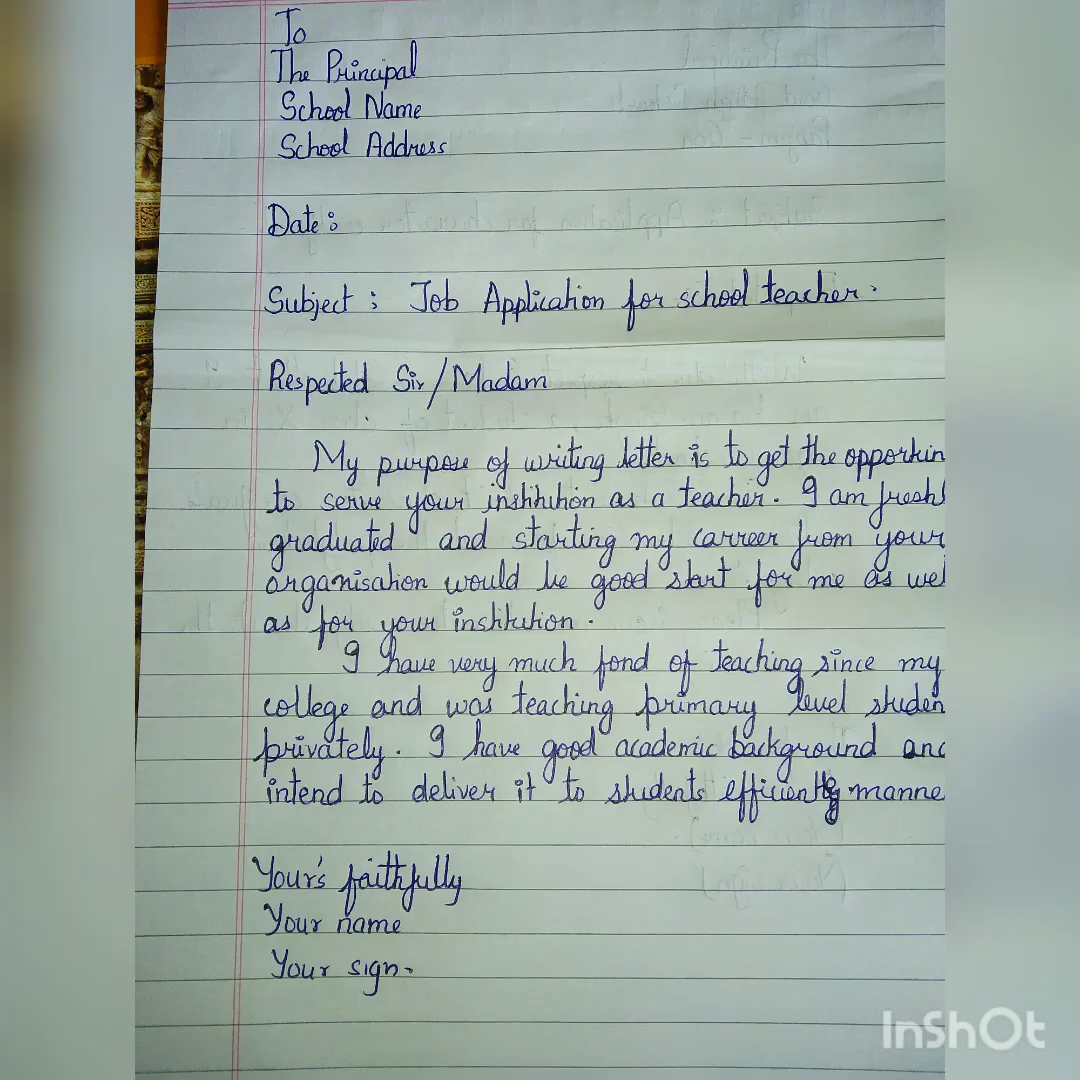 To
The Principal
School Name
School Address
Date:
Subject: Job Application for school teacher.
Respected Sir/Madam
My purpose of writing letter is to get the opportun
to serve your institution as a teacher. I am freshl
graduated and starting my carreer from your
organisation would be good start for me as wel
as for your institution.
I have very much fond of teaching since my
college and was teaching primary level studen
privately. I have good academic background and
intend to deliver it to students efficiently manne
Your's faithfully
Your name
Your sign.
InShOt